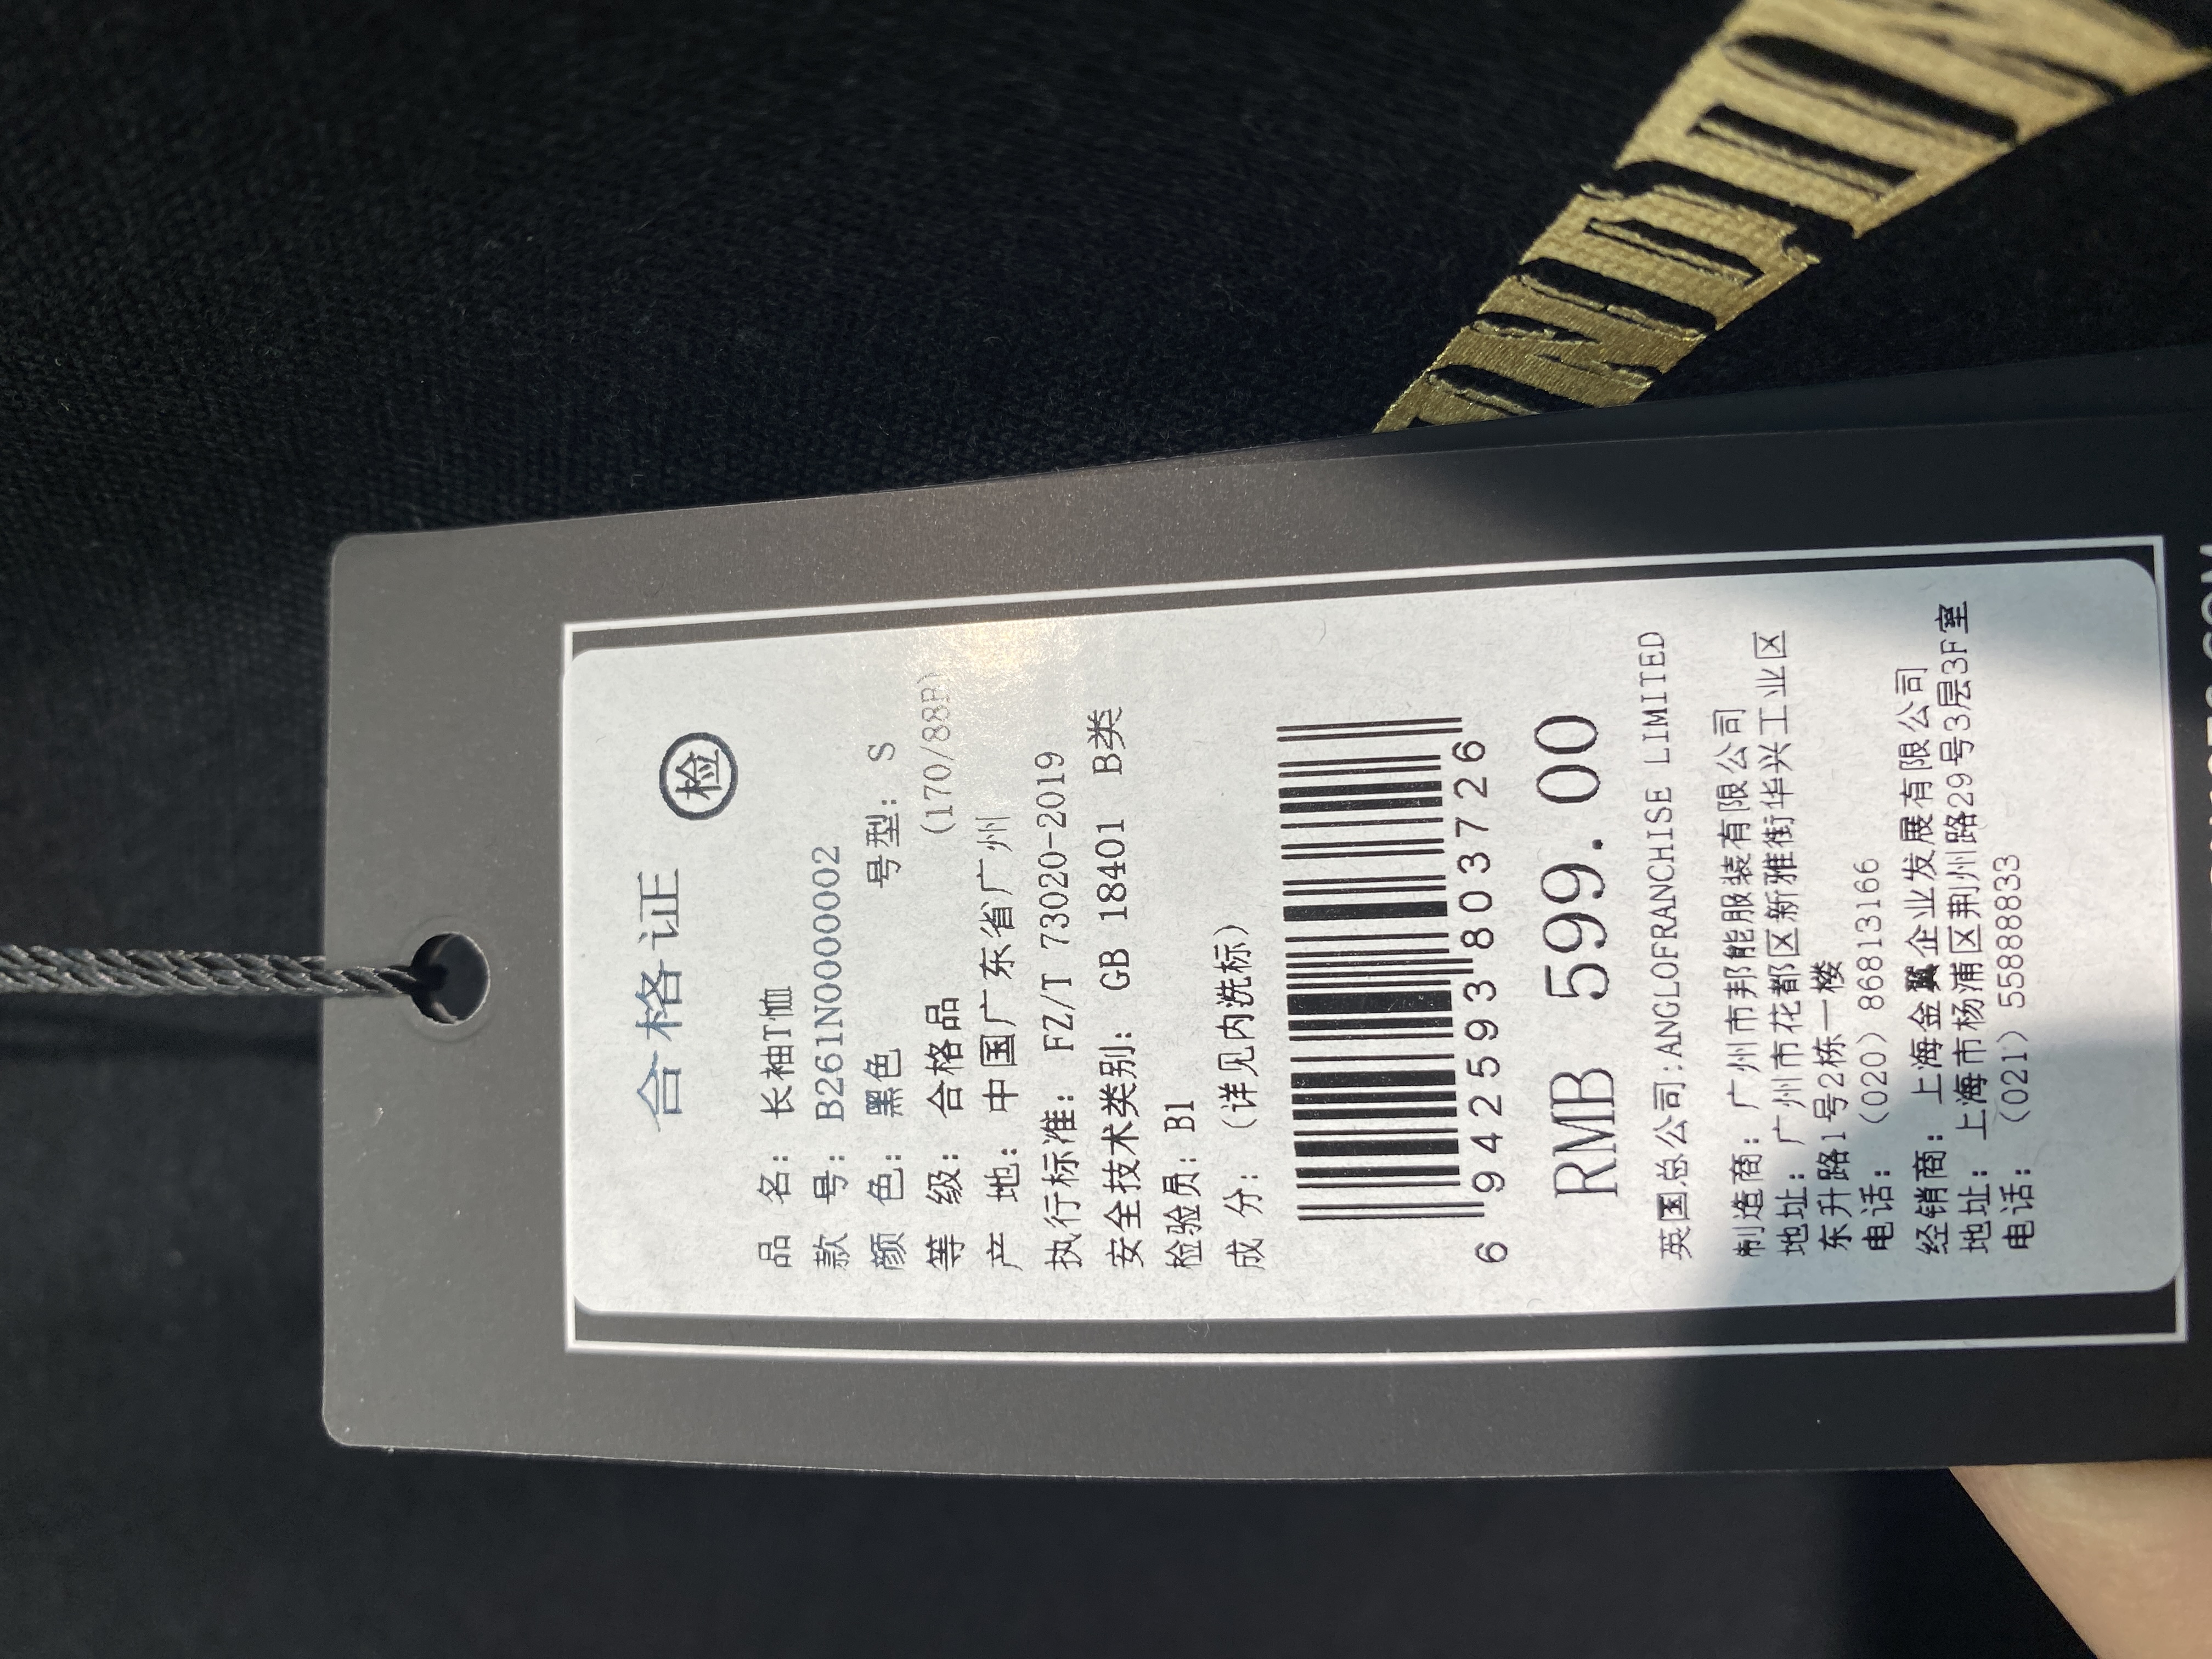 合格证 检
品 名：长袖T恤
款 号：B261N0000002
颜 色：黑色 号型：S
等 级：合格品 (170/88P)
产 地：中国广东省广州
执行标准：FZ/T 73020-2019
安全技术类别：GB 18401 B类
检验员：B1
成 分：（详见内洗标）
6 942593 803726
RMB 599.00
英国总公司:ANGLOFRANCHISE LIMITED
制造商：广州市邦能服装有限公司
地址：广州市花都区新雅街华兴工业区
东升路1号2栋一楼
电话：（020）86813166
经销商：上海金翼企业发展有限公司
地址：上海市杨浦区荆州路29号3层3F室
电话：（021）55888833